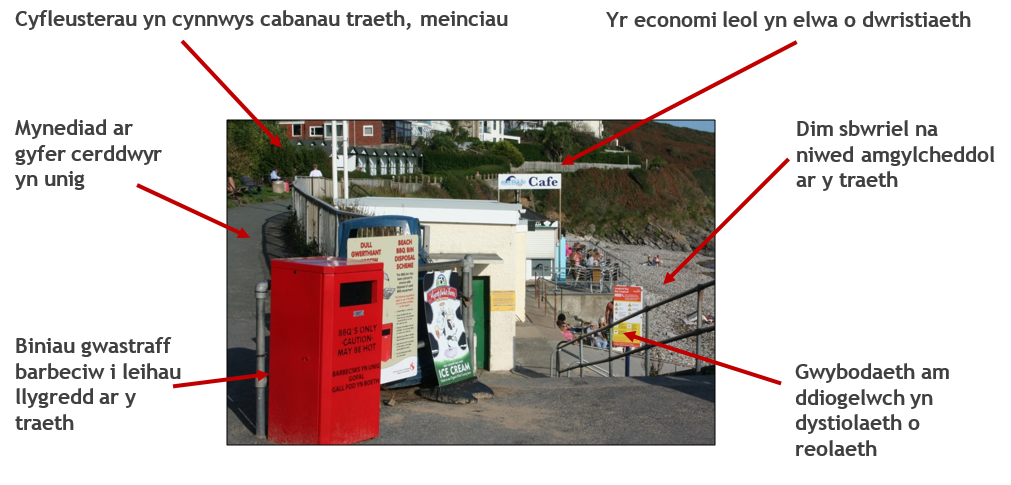 Cyfleusterau yn cynnwys cabanau traeth, meinciau
Yr economi leol yn elwa o dwristiaeth
Mynediad ar
gyfer cerddwyr
yn unig
Dim sbwriel na
niwed amgylcheddol
ar y traeth
Cafe
DULL
GWERTHIANT
BEACH
BBQ BIN
DISPOSAL
SCHEME
BBQ'S ONLY
CAUTION
MAY BE HOT
BARBECIWS YN UNIG
GOFAL
GALL FOD YN BOETH
ICE CREAM
Biniau gwastraff
barbeciw i leihau
llygredd ar y
traeth
Gwybodaeth am
ddiogelwch yn
dystiolaeth o
reolaeth